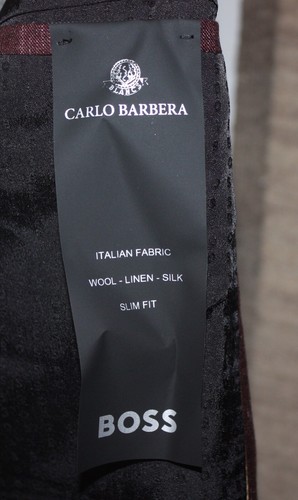 CARLO BARBERA
ITALIAN FABRIC
WOOL - LINEN - SILK
SLIM FIT
BOSS